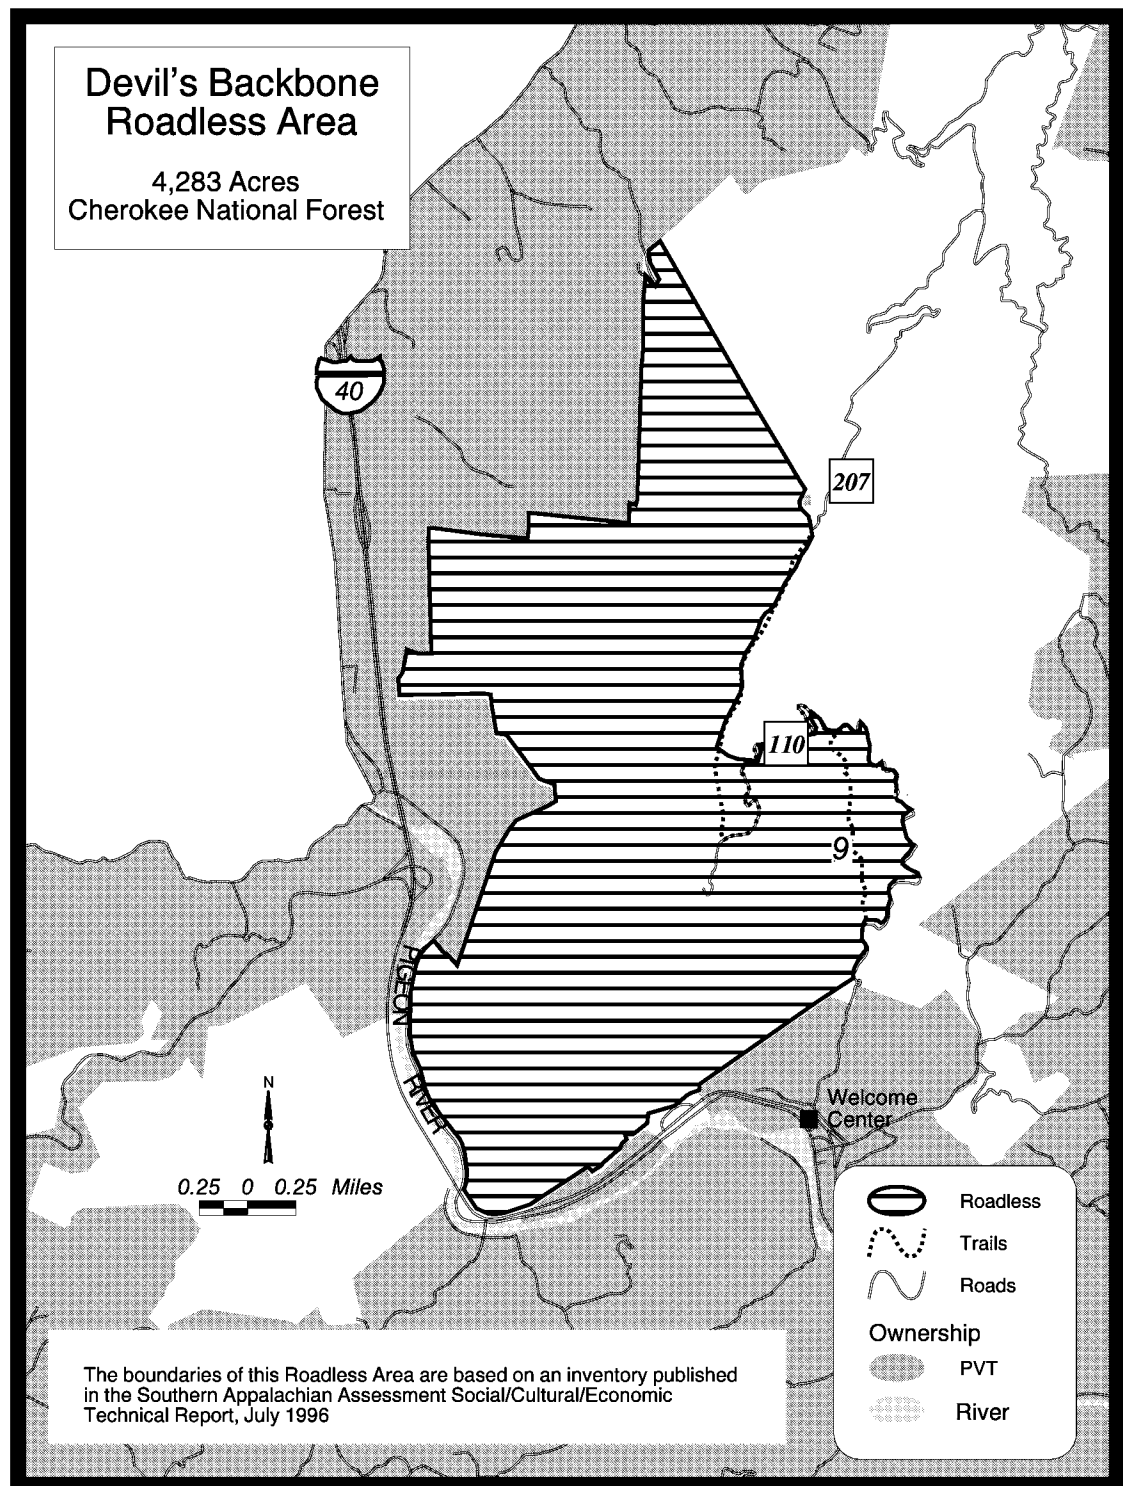 Devil's Backbone
Roadless Area
4,283 Acres
Cherokee National Forest
40
207
110
9
PIGEON
RIVER
Welcome
Center
N
0.25 0 0.25 Miles
Roadless
Trails
Roads
Ownership
PVT
River
The boundaries of this Roadless Area are based on an inventory published
in the Southern Appalachian Assessment Social/Cultural/Economic
Technical Report, July 1996